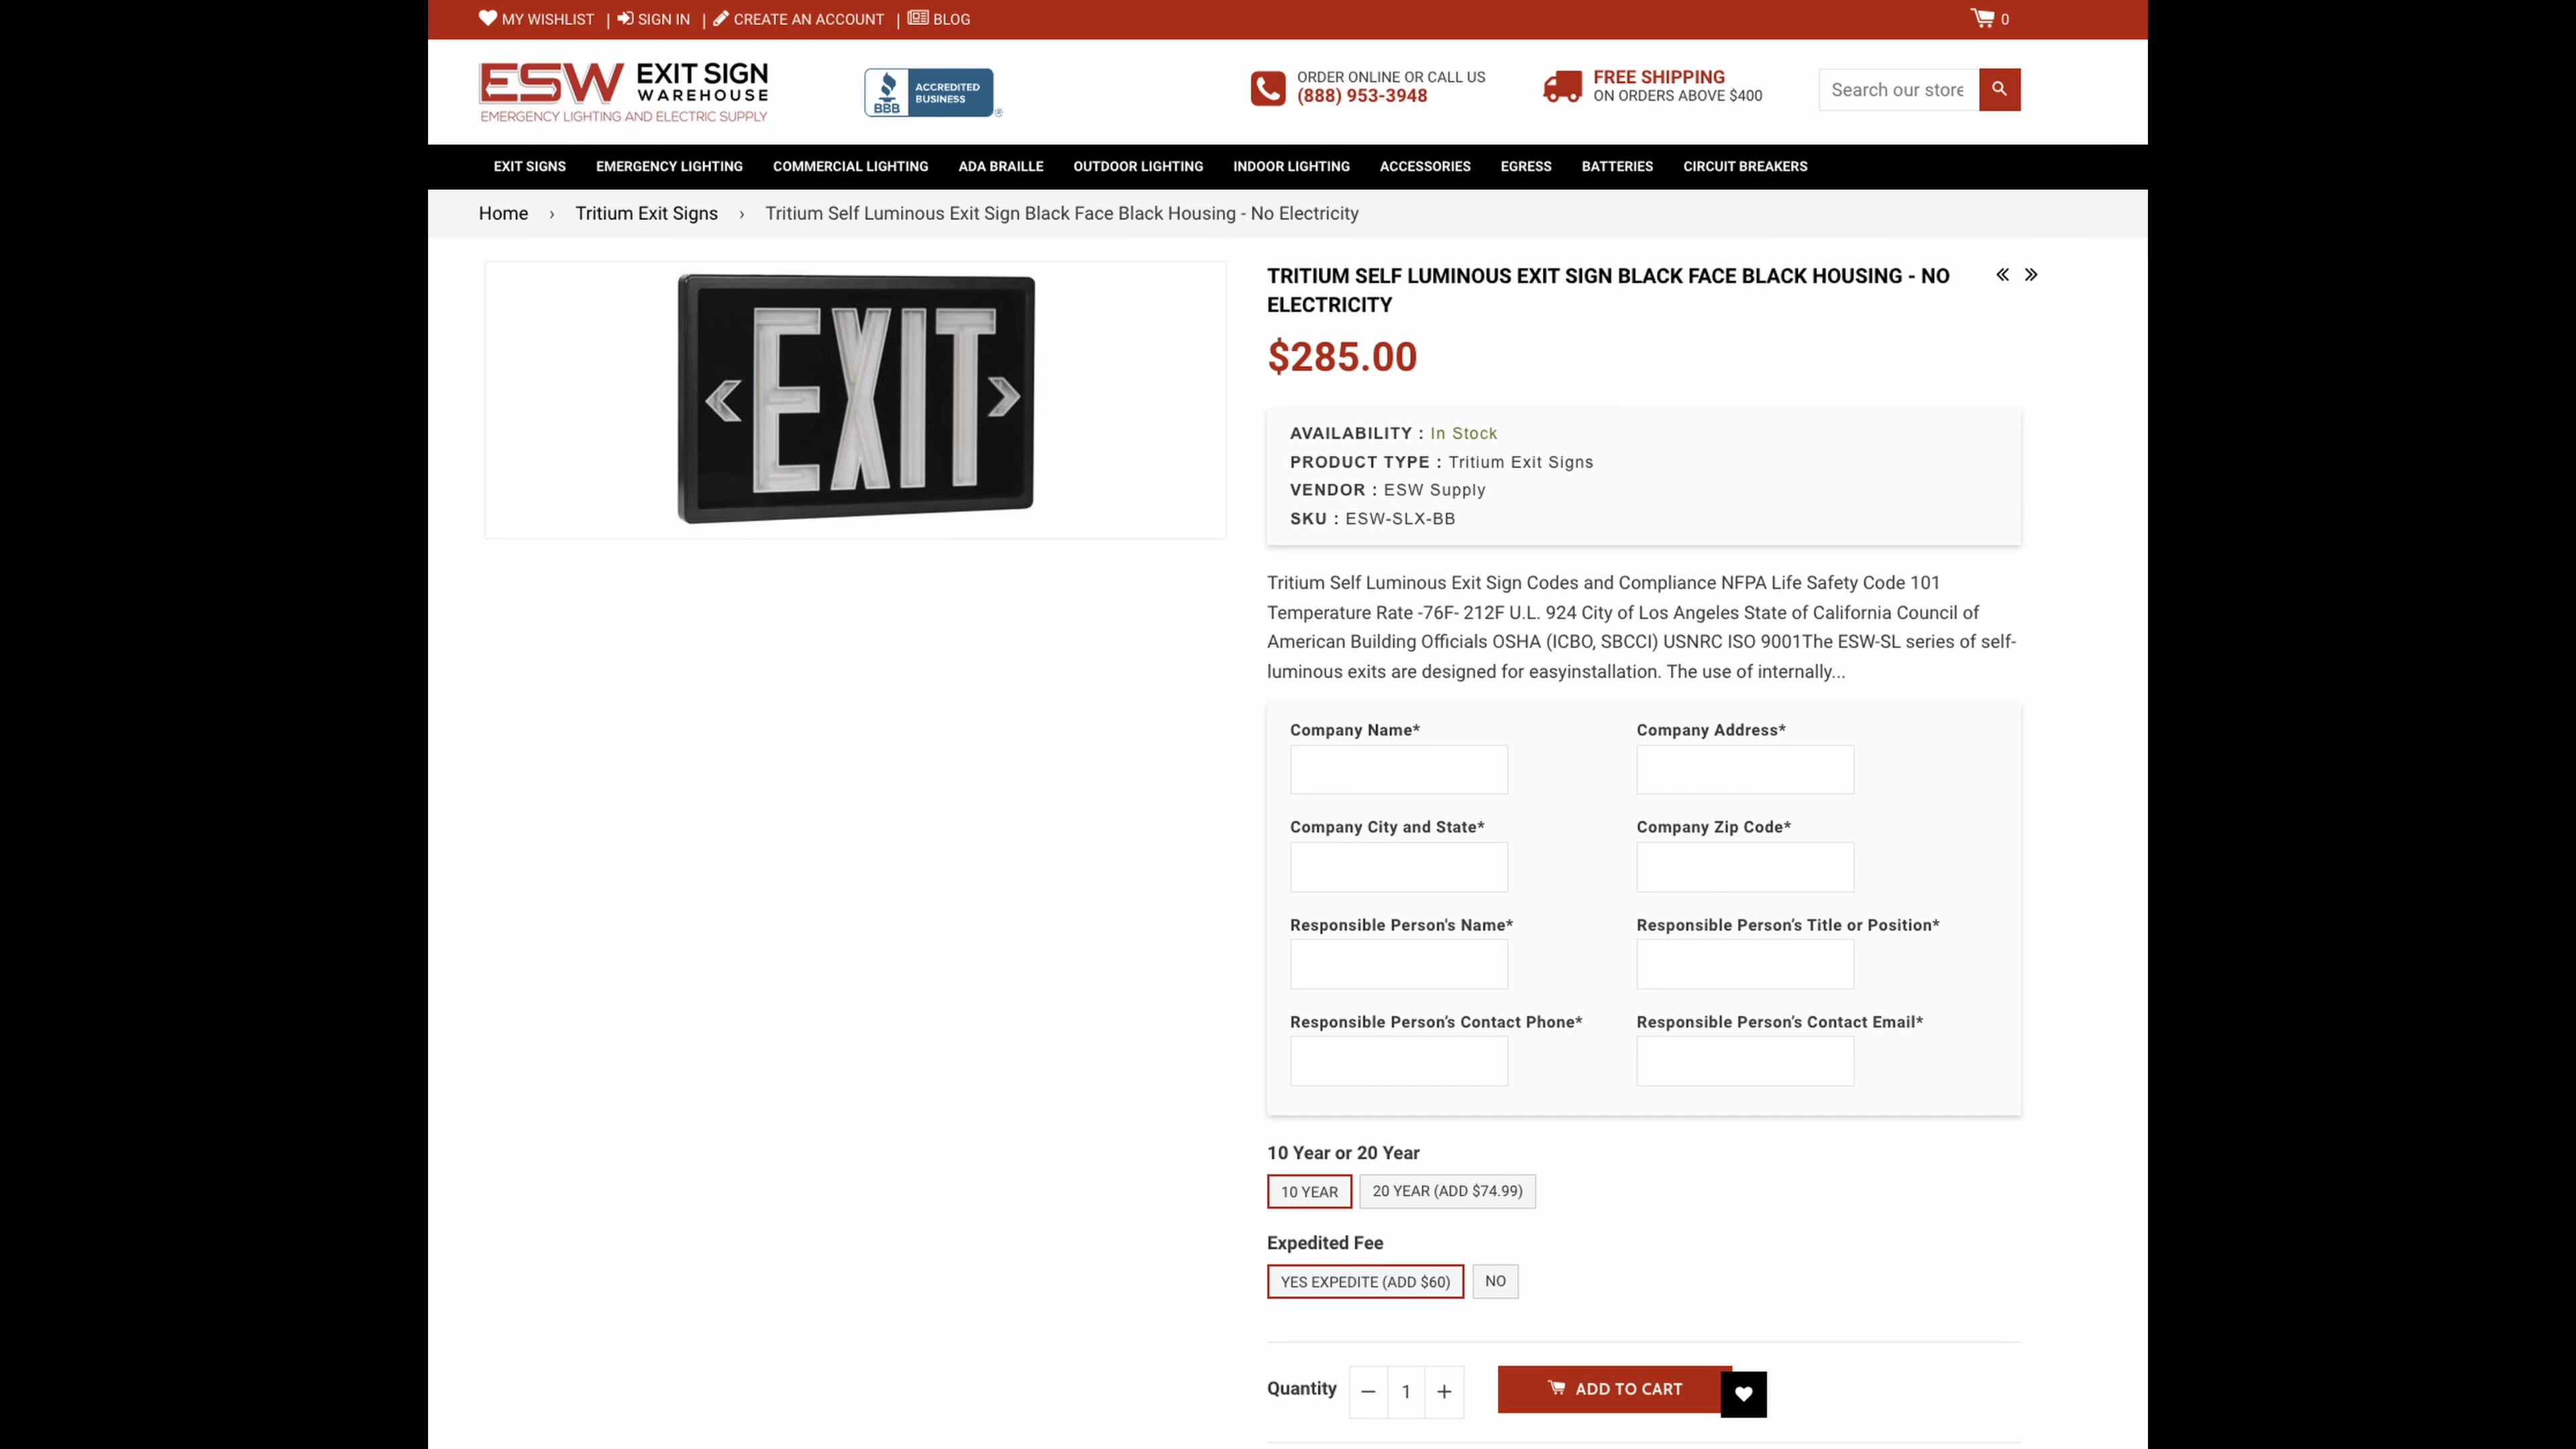 MY WISHLIST | SIGN IN | CREATE AN ACCOUNT | BLOG
0
ESW EXIT SIGN
WAREHOUSE
EMERGENCY LIGHTING AND ELECTRIC SUPPLY
BBB
ACCREDITED
BUSINESS
®
ORDER ONLINE OR CALL US
(888) 953-3948
FREE SHIPPING
ON ORDERS ABOVE $400
Search our store
EXIT SIGNS EMERGENCY LIGHTING COMMERCIAL LIGHTING ADA BRAILLE OUTDOOR LIGHTING INDOOR LIGHTING ACCESSORIES EGRESS BATTERIES CIRCUIT BREAKERS
Home › Tritium Exit Signs › Tritium Self Luminous Exit Sign Black Face Black Housing - No Electricity
EXIT
TRITIUM SELF LUMINOUS EXIT SIGN BLACK FACE BLACK HOUSING - NO
ELECTRICITY
$285.00
AVAILABILITY : In Stock
PRODUCT TYPE : Tritium Exit Signs
VENDOR : ESW Supply
SKU : ESW-SLX-BB
Tritium Self Luminous Exit Sign Codes and Compliance NFPA Life Safety Code 101
Temperature Rate -76F- 212F U.L. 924 City of Los Angeles State of California Council of
American Building Officials OSHA (ICBO, SBCCI) USNRC ISO 9001The ESW-SL series of self-
luminous exits are designed for easyinstallation. The use of internally...
Company Name* Company Address*
Company City and State* Company Zip Code*
Responsible Person's Name* Responsible Person's Title or Position*
Responsible Person's Contact Phone* Responsible Person's Contact Email*
10 Year or 20 Year
10 YEAR 20 YEAR (ADD $74.99)
Expedited Fee
YES EXPEDITE (ADD $60) NO
Quantity − 1 + ADD TO CART